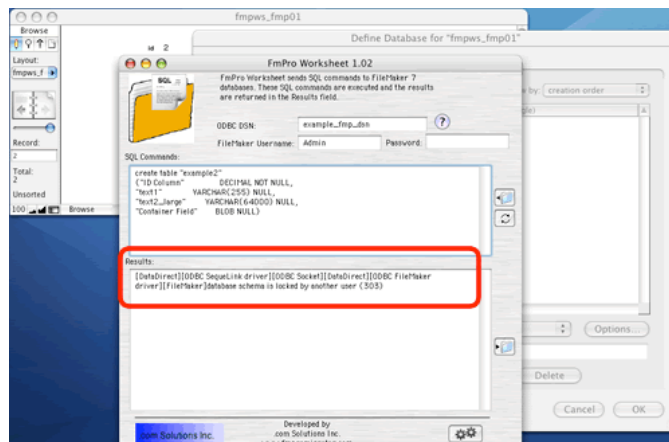 fmpws_fmp01
Browse
id 2
Define Database for "fmpws_fmp01"
Layout:
fmpws_f
FmPro Worksheet 1.02
SQL
FmPro Worksheet sends SQL commands to FileMaker 7
databases. These SQL commands are executed and the results
are returned in the Results field.
by: creation order
ODBC DSN: example_fmp_dsn
?
FileMaker Username: Admin
Password:
Record:
2
Total:
2
Unsorted
100
Browse
SQL Commands:
create table "example2"
("ID Column" DECIMAL NOT NULL,
"text1" VARCHAR(255) NULL,
"text2_large" VARCHAR(64000) NULL,
"Container Field" BLOB NULL)
Results:
[DataDirect][ODBC SequeLink driver][ODBC Socket][DataDirect][ODBC FileMaker
driver][FileMaker]database schema is locked by another user (303)
Options...
Delete
Cancel
OK
.com Solutions Inc.
Developed by
.com Solutions Inc.